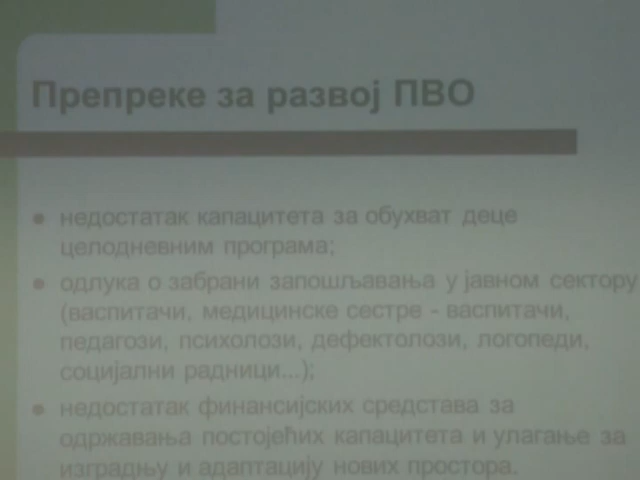 Препреке за развој ПВО
• недостатак капацитета за обухват деце
целодневним програма;
• одлука о забрани запошљавања у јавном сектору
(васпитачи, медицинске сестре - васпитачи,
педагози, психолози, дефектолози, логопеди,
социјални радници...);
• недостатак финансијских средстава за
одржавања постојећих капацитета и улагање за
изградњу и адаптацију нових простора.